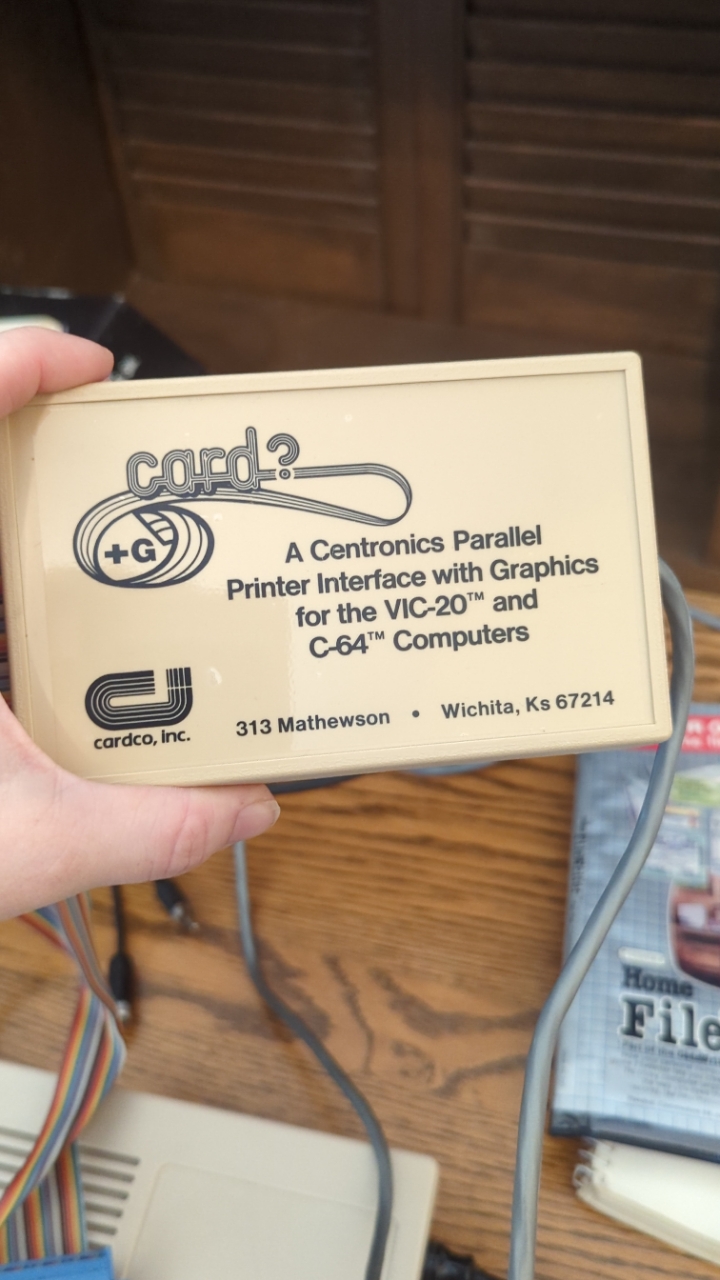 card?
+G
A Centronics Parallel
Printer Interface with Graphics
for the VIC-20™ and
C-64™ Computers
cardco, inc.
313 Mathewson • Wichita, Ks 67214
Home
File